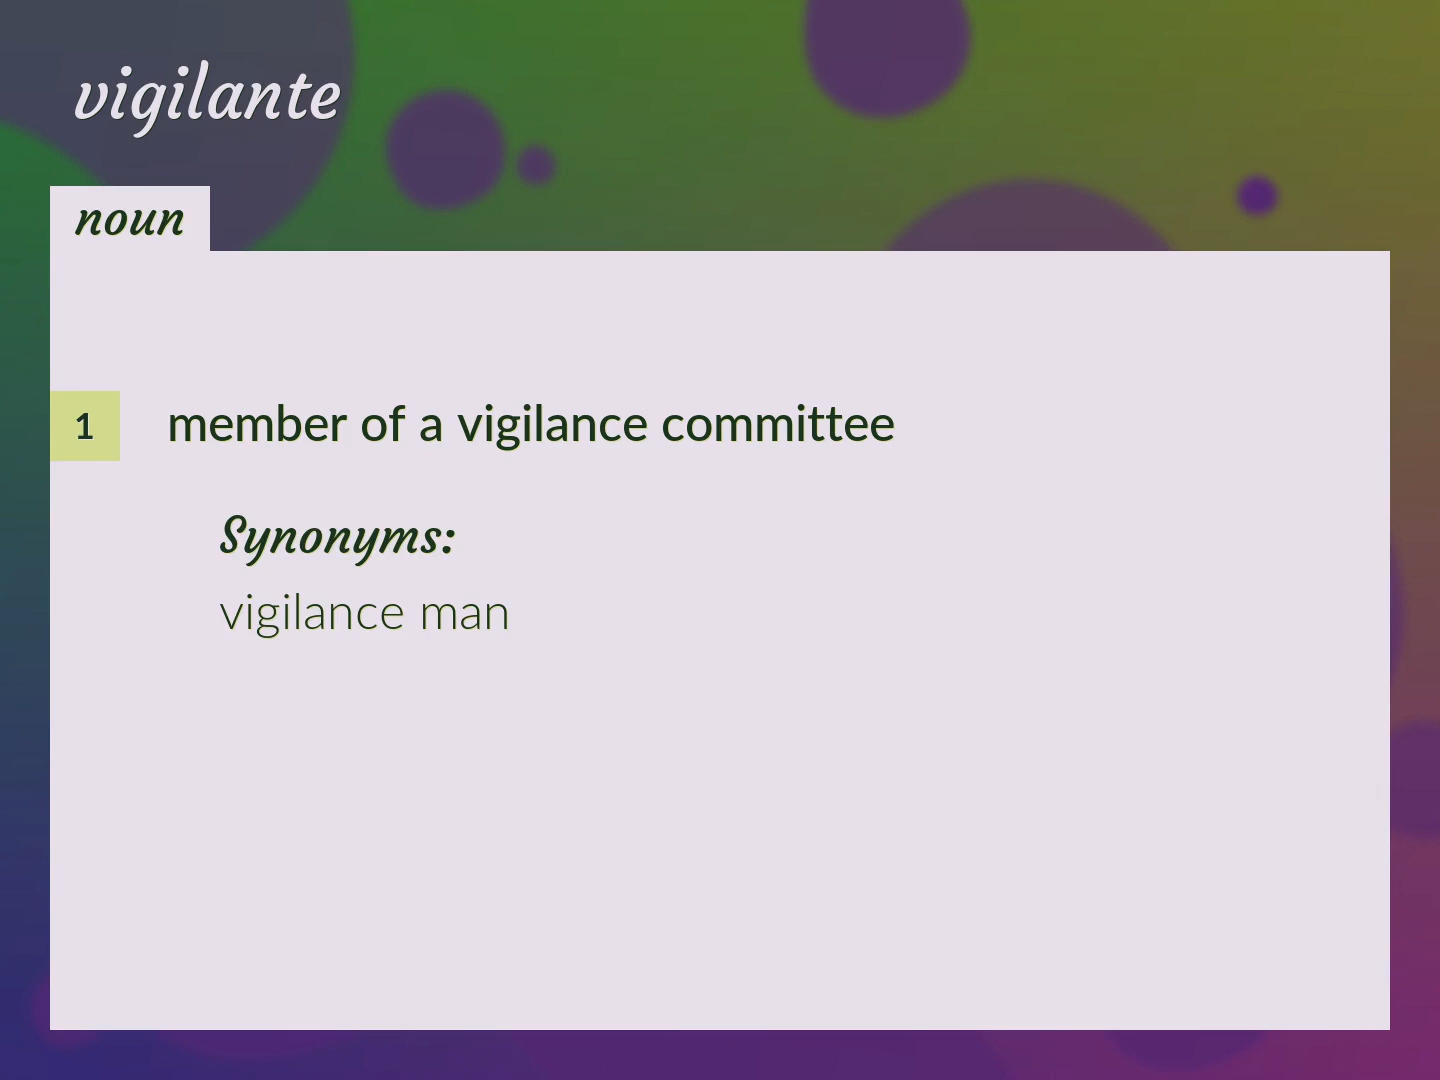 vigilante
noun
1 member of a vigilance committee
Synonyms:
vigilance man